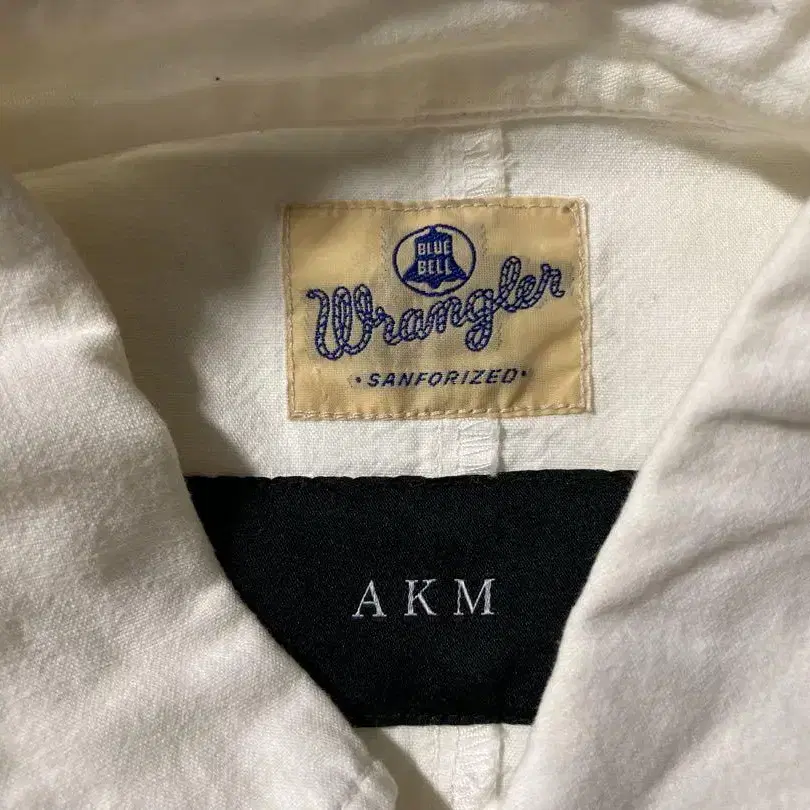 BLUE
BELL
Wrangler
• SANFORIZED •
AKM